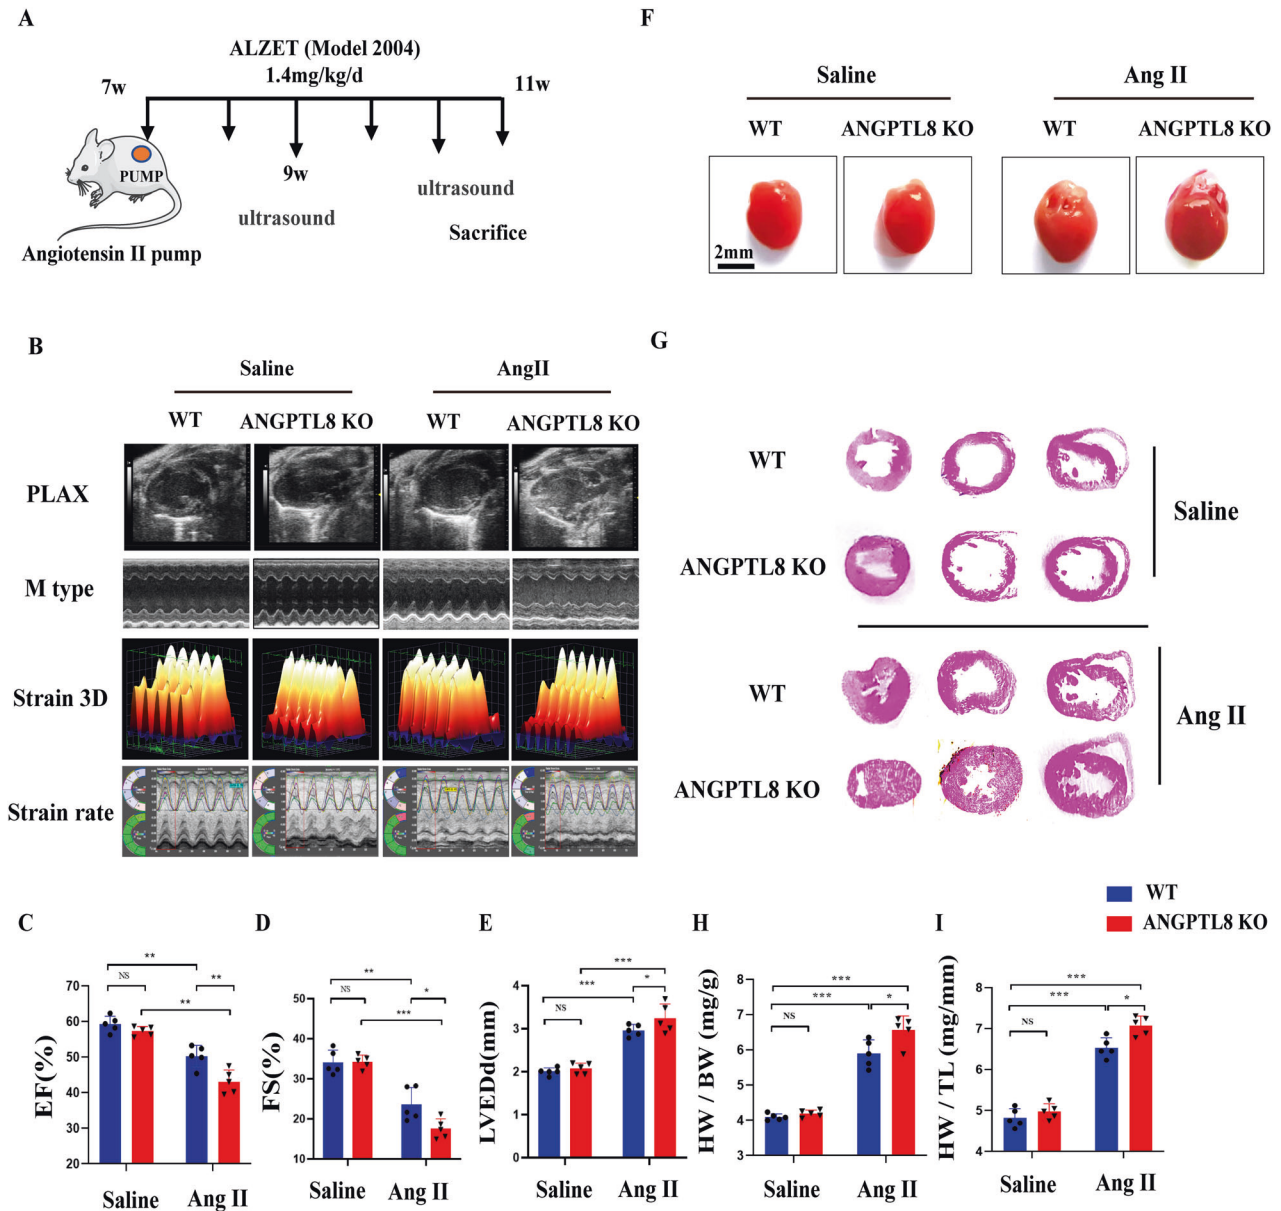 A
ALZET (Model 2004)
1.4mg/kg/d
7w
11w
PUMP
9w
ultrasound
ultrasound
Sacrifice
Angiotensin II pump
F
Saline
Ang II
WT
ANGPTL8 KO
WT
ANGPTL8 KO
2mm
B
Saline
AngII
WT
ANGPTL8 KO
WT
ANGPTL8 KO
PLAX
M type
Strain 3D
Strain rate
G
WT
Saline
ANGPTL8 KO
WT
Ang II
ANGPTL8 KO
WT
ANGPTL8 KO
C
EF(%)
70
60
50
40
30
20
**
NS
**
**
Saline
Ang II
D
FS(%)
50
40
30
20
10
**
NS
*
***
Saline
Ang II
E
LVEDd(mm)
4
3
2
1
0
***
***
*
NS
Saline
Ang II
H
HW / BW (mg/g)
8
7
6
5
4
3
***
***
*
NS
Saline
Ang II
I
HW / TL (mg/mm)
8
7
6
5
4
***
***
*
NS
Saline
Ang II